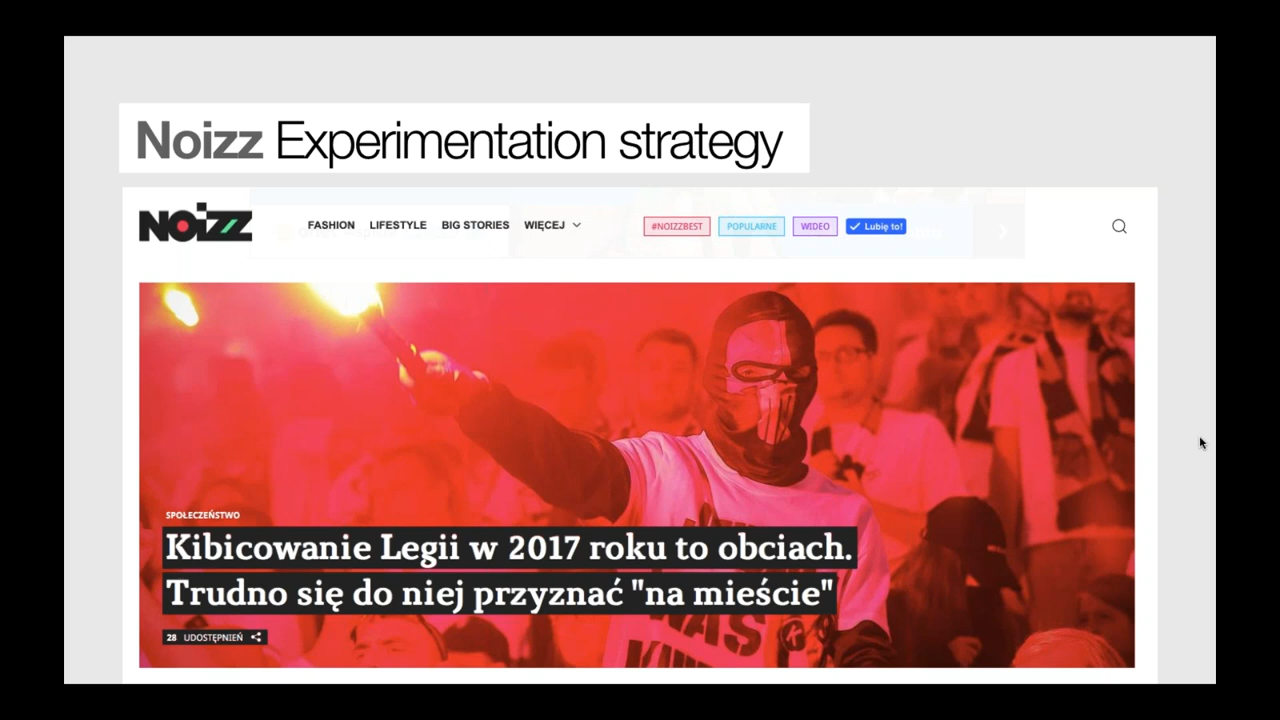 Noizz Experimentation strategy
NOIZZ FASHION LIFESTYLE BIG STORIES WIĘCEJ #NOIZZBEST POPULARNE WIDEO Lubię to!
SPOŁECZEŃSTWO
Kibicowanie Legii w 2017 roku to obciach.
Trudno się do niej przyznać "na mieście"
28 UDOSTĘPNIEŃ